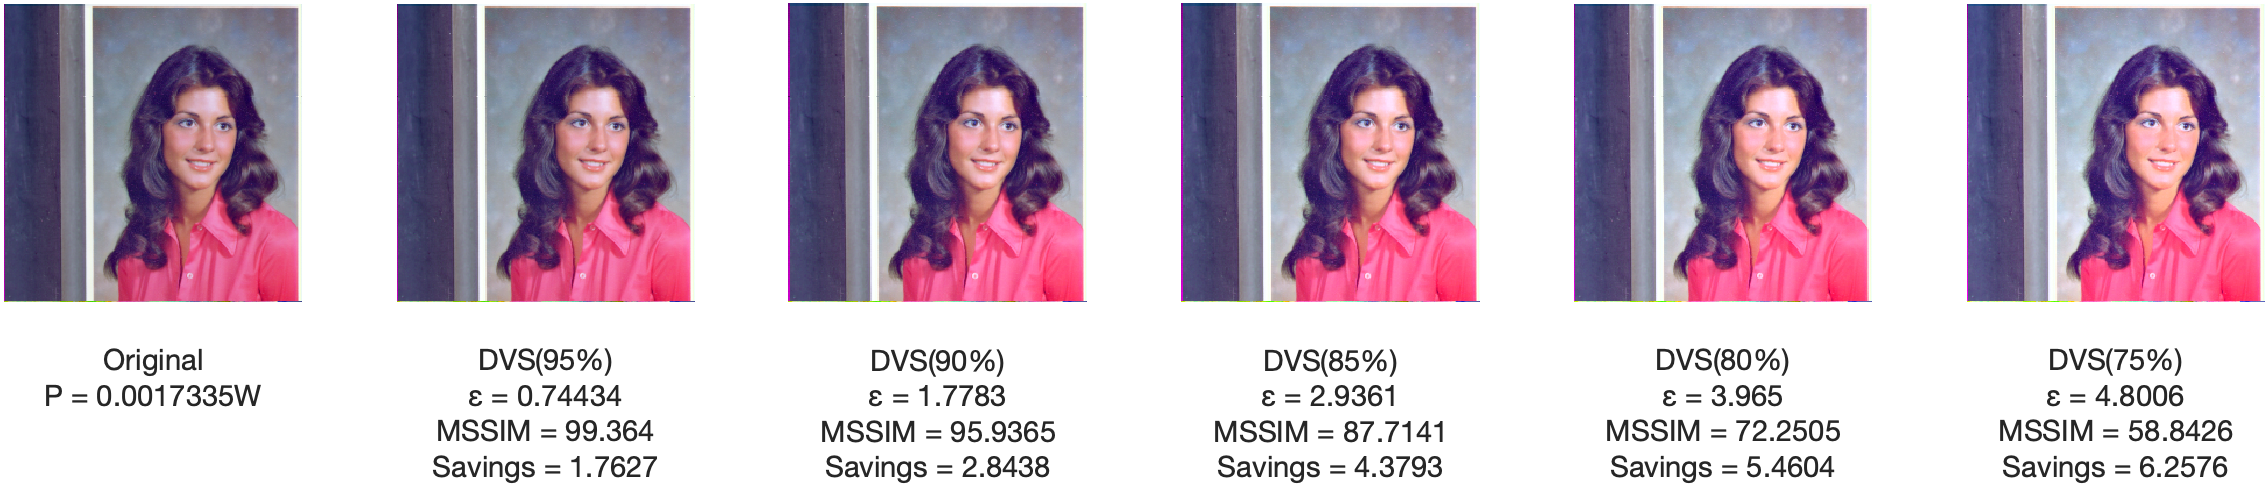 Original
P = 0.0017335W
DVS(95%)
ε = 0.74434
MSSIM = 99.364
Savings = 1.7627
DVS(90%)
ε = 1.7783
MSSIM = 95.9365
Savings = 2.8438
DVS(85%)
ε = 2.9361
MSSIM = 87.7141
Savings = 4.3793
DVS(80%)
ε = 3.965
MSSIM = 72.2505
Savings = 5.4604
DVS(75%)
ε = 4.8006
MSSIM = 58.8426
Savings = 6.2576